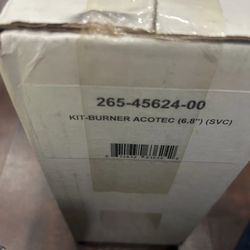 265-45624-00
KIT-BURNER ACOTEC (6.8") (SVC)